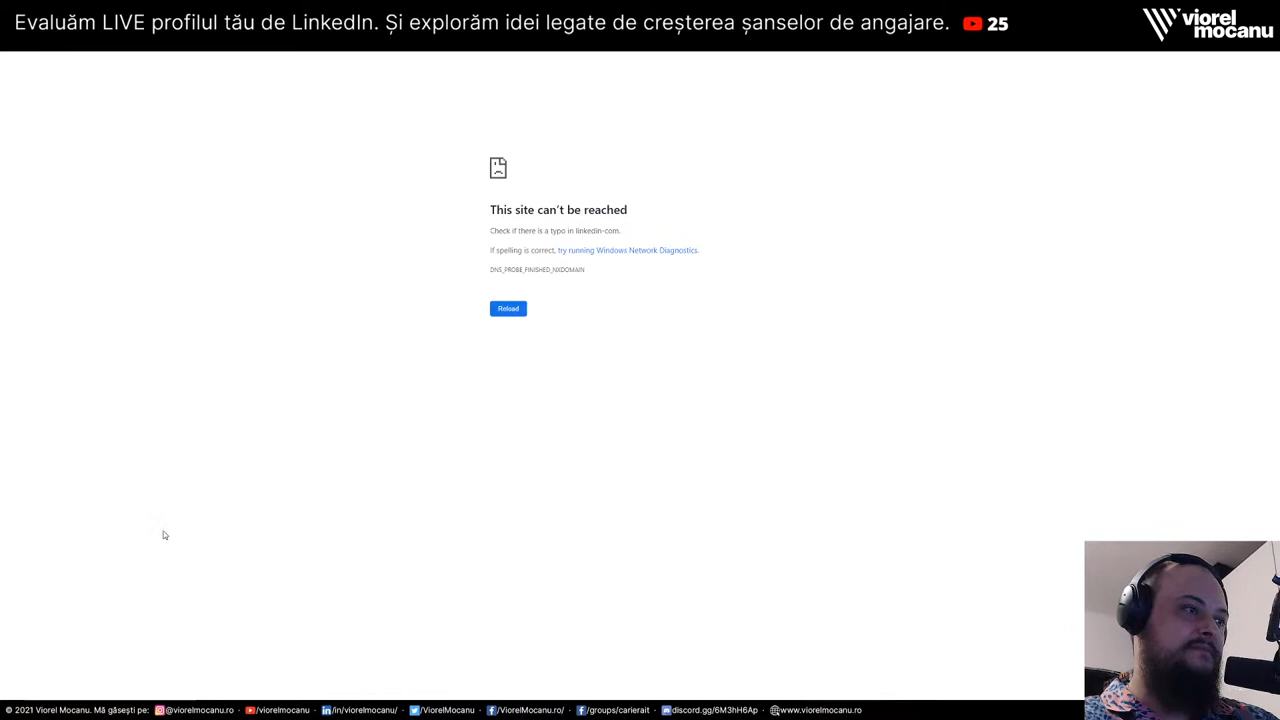 Evaluăm LIVE profilul tău de LinkedIn. Și explorăm idei legate de creșterea șanselor de angajare. 25
viorel
mocanu
This site can’t be reached
Check if there is a typo in linkedin-com.
If spelling is correct, try running Windows Network Diagnostics.
DNS_PROBE_FINISHED_NXDOMAIN
Reload
© 2021 Viorel Mocanu. Mă găsești pe: @viorelmocanu.ro · /viorelmocanu · /in/viorelmocanu/ · /ViorelMocanu · /ViorelMocanu.ro/ · /groups/carierait · discord.gg/6M3hH6Ap · www.viorelmocanu.ro